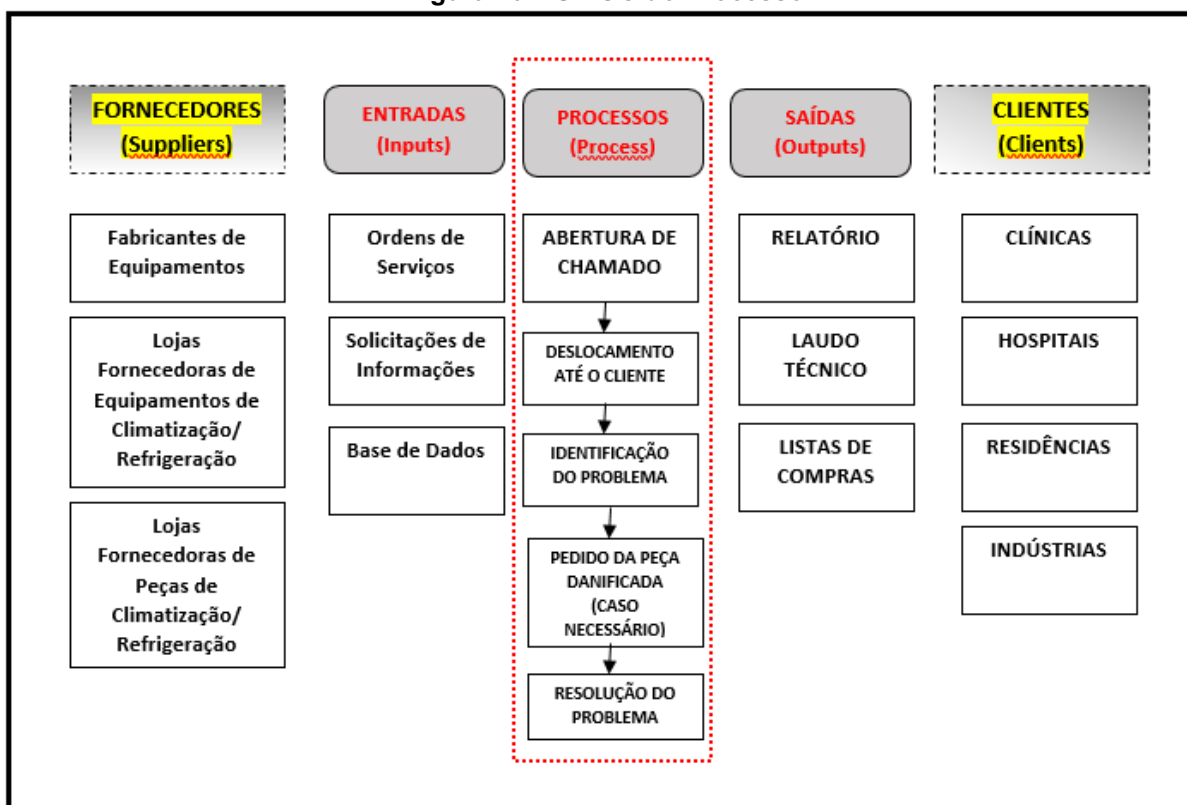 Figura do Processo
FORNECEDORES
(Suppliers)
Fabricantes de
Equipamentos
Lojas
Fornecedoras de
Equipamentos de
Climatização/
Refrigeração
Lojas
Fornecedoras de
Peças de
Climatização/
Refrigeração
ENTRADAS
(Inputs)
Ordens de
Serviços
Solicitações de
Informações
Base de Dados
PROCESSOS
(Process)
ABERTURA DE
CHAMADO
DESLOCAMENTO
ATÉ O CLIENTE
IDENTIFICAÇÃO
DO PROBLEMA
PEDIDO DA PEÇA
DANIFICADA
(CASO
NECESSÁRIO)
RESOLUÇÃO DO
PROBLEMA
SAÍDAS
(Outputs)
RELATÓRIO
LAUDO
TÉCNICO
LISTAS DE
COMPRAS
CLIENTES
(Clients)
CLÍNICAS
HOSPITAIS
RESIDÊNCIAS
INDÚSTRIAS